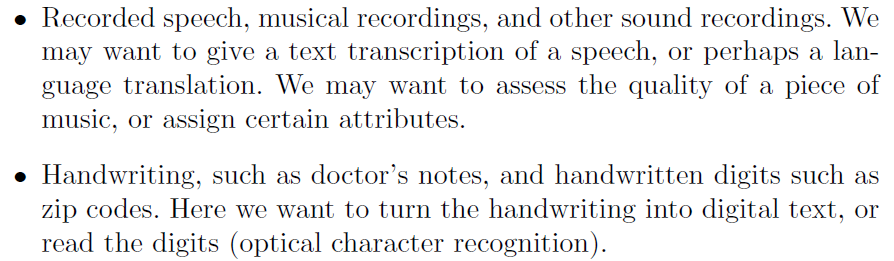 • Recorded speech, musical recordings, and other sound recordings. We
may want to give a text transcription of a speech, or perhaps a lan-
guage translation. We may want to assess the quality of a piece of
music, or assign certain attributes.
• Handwriting, such as doctor's notes, and handwritten digits such as
zip codes. Here we want to turn the handwriting into digital text, or
read the digits (optical character recognition).